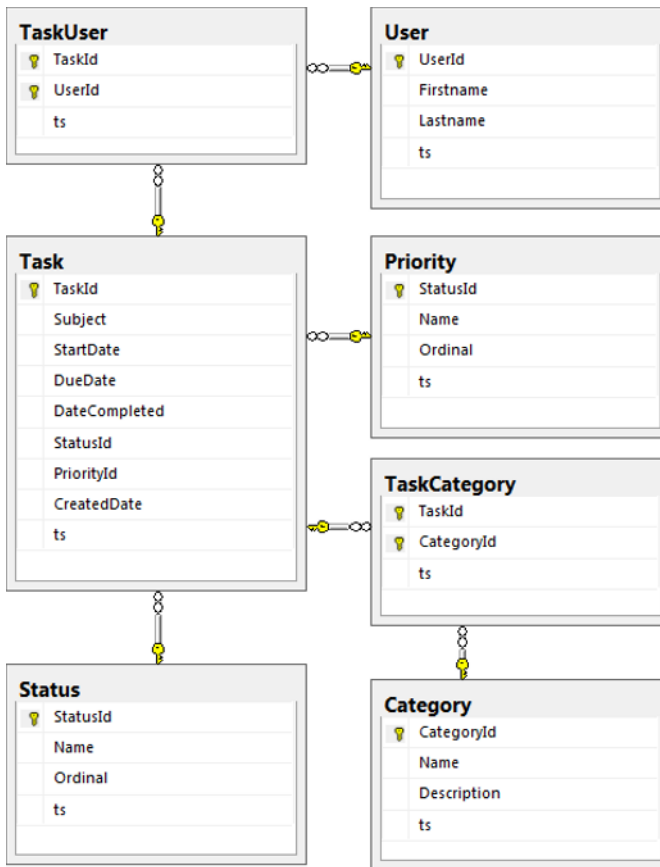 TaskUser
TaskId
UserId
ts
User
UserId
Firstname
Lastname
ts
Task
TaskId
Subject
StartDate
DueDate
DateCompleted
StatusId
PriorityId
CreatedDate
ts
Priority
StatusId
Name
Ordinal
ts
TaskCategory
TaskId
CategoryId
ts
Status
StatusId
Name
Ordinal
ts
Category
CategoryId
Name
Description
ts